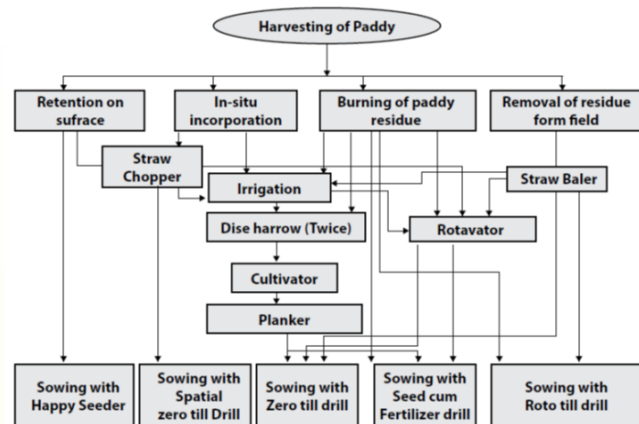 Harvesting of Paddy
Retention on
sufrace
In-situ
incorporation
Burning of paddy
residue
Removal of residue
form field
Straw
Chopper
Irrigation
Straw Baler
Dise harrow (Twice)
Rotavator
Cultivator
Planker
Sowing with
Happy Seeder
Sowing with
Spatial
zero till Drill
Sowing with
Zero till drill
Sowing with
Seed cum
Fertilizer drill
Sowing with
Roto till drill